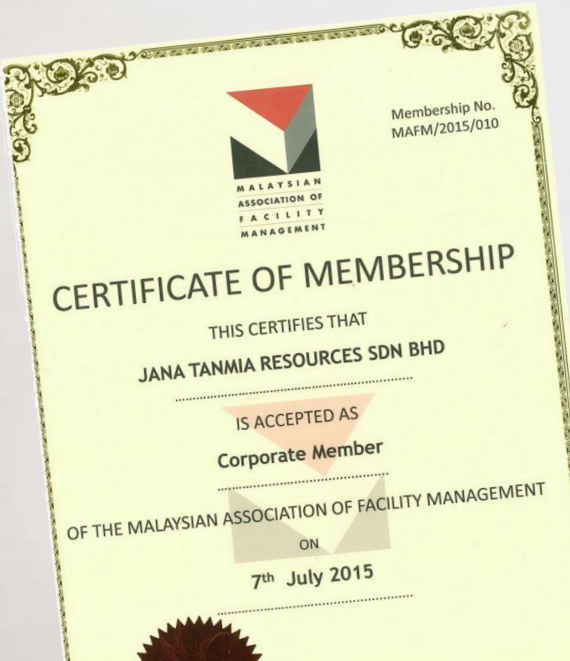 Membership No.
MAFM/2015/010
MALAYSIAN
ASSOCIATION OF
FACILITY
MANAGEMENT
CERTIFICATE OF MEMBERSHIP
THIS CERTIFIES THAT
JANA TANMIA RESOURCES SDN BHD
IS ACCEPTED AS
Corporate Member
OF THE MALAYSIAN ASSOCIATION OF FACILITY MANAGEMENT
ON
7th July 2015